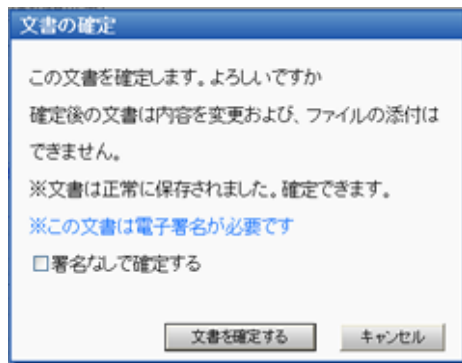 文書の確定
この文書を確定します。よろしいですか
確定後の文書は内容を変更および、ファイルの添付は
できません。
※文書は正常に保存されました。確定できます。
※この文書は電子署名が必要です
□署名なしで確定する
文書を確定する
キャンセル